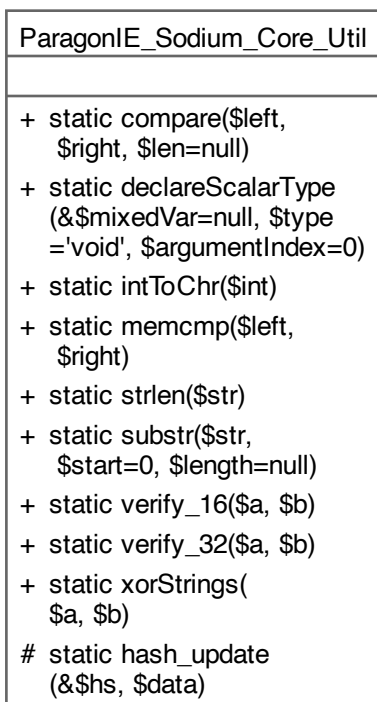 ParagonIE_Sodium_Core_Util
+ static compare($left,
$right, $len=null)
+ static declareScalarType
(&$mixedVar=null, $type
='void', $argumentIndex=0)
+ static intToChr($int)
+ static memcmp($left,
$right)
+ static strlen($str)
+ static substr($str,
$start=0, $length=null)
+ static verify_16($a, $b)
+ static verify_32($a, $b)
+ static xorStrings(
$a, $b)
# static hash_update
(&$hs, $data)